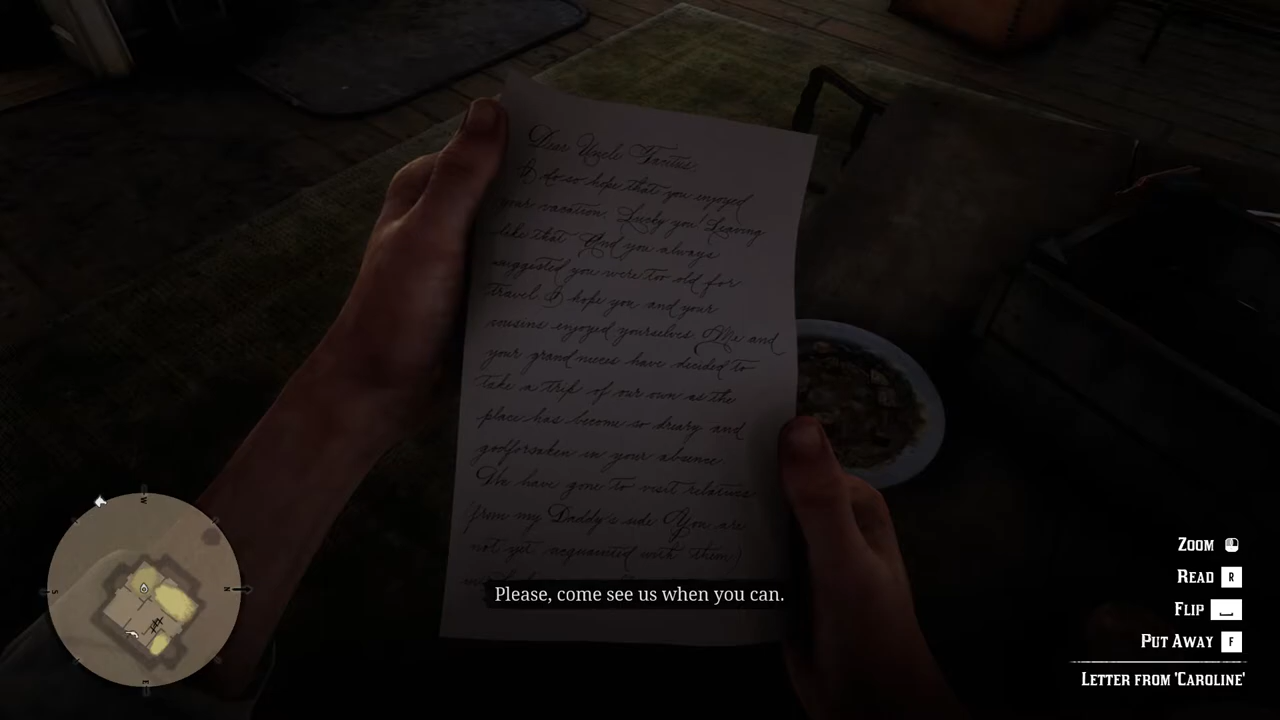 Dear Uncle Tacitus
I do so hope that you enjoyed
your vacation. Lucky you! Leaving
like that. And you always
suggested you were too old for
travel. I hope you and your
cousins enjoyed yourselves. Me and
your grand nieces have decided to
take a trip of our own as the
place has become so dreary and
godforsaken in your absence.
We have gone to visit relatives
from my Daddy's side (You are
not yet acquainted with them)
Please, come see us when you can.
W
N
S
E
ZOOM
READ R
FLIP
PUT AWAY F
LETTER FROM 'CAROLINE'